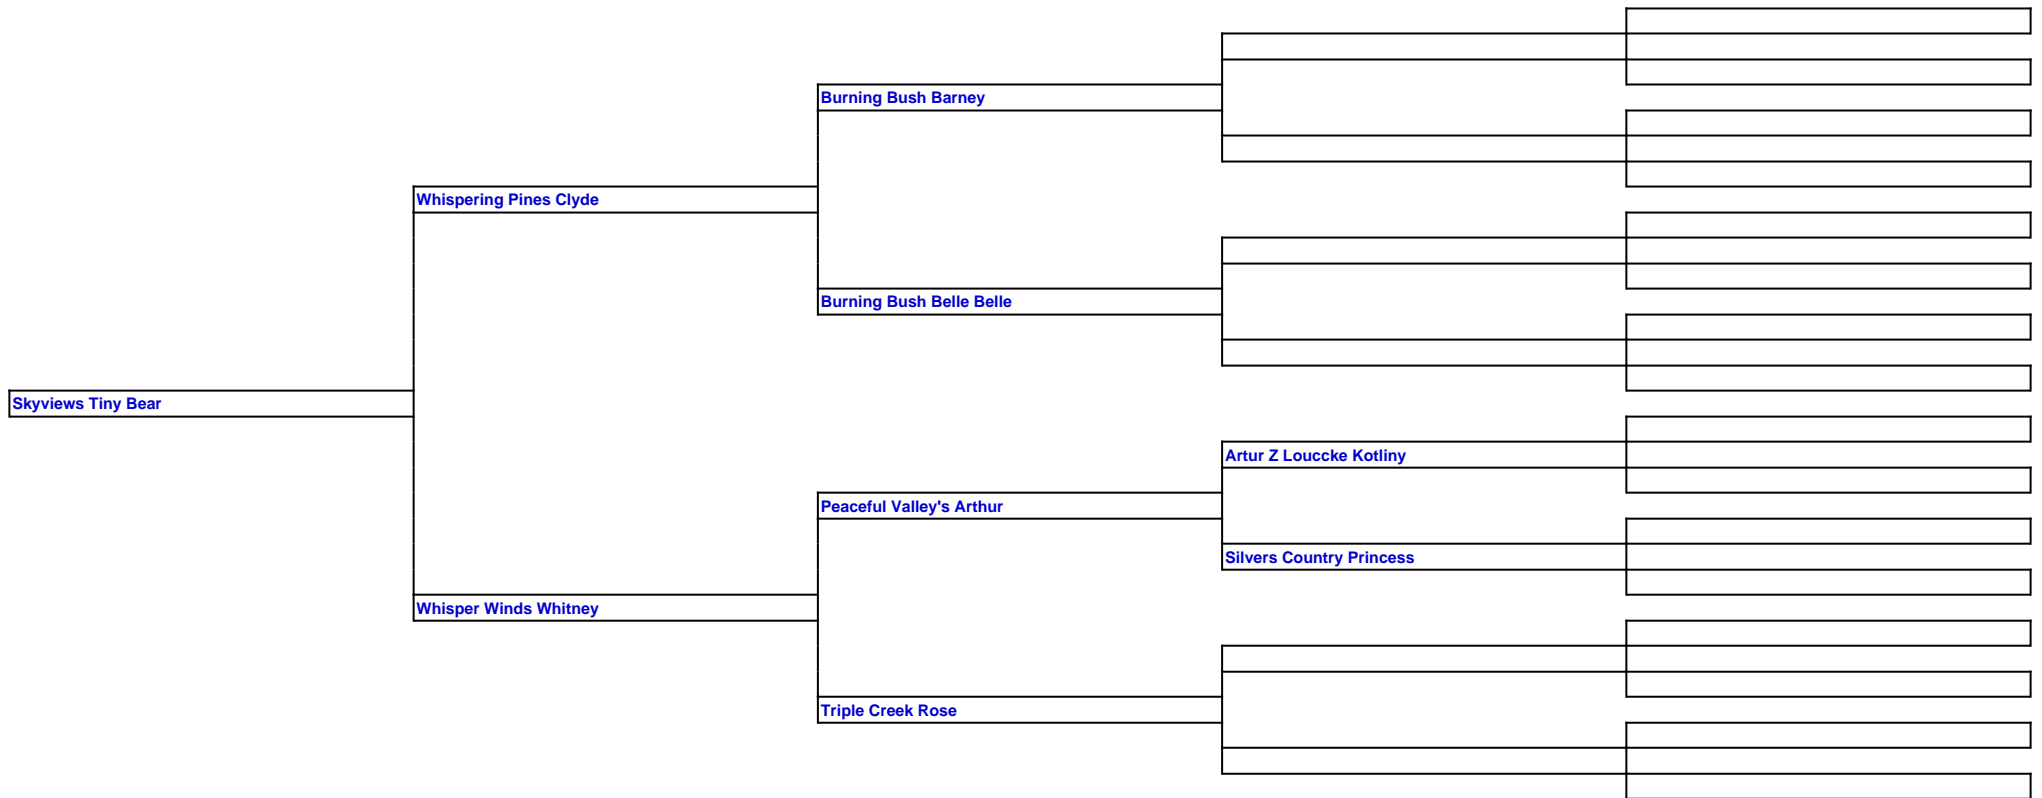 Burning Bush Barney
Whispering Pines Clyde
Burning Bush Belle Belle
Skyviews Tiny Bear
Artur Z Louccke Kotliny
Peaceful Valley's Arthur
Silvers Country Princess
Whisper Winds Whitney
Triple Creek Rose